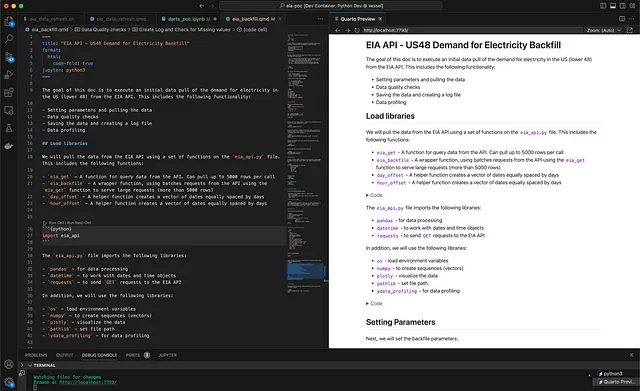 eia-poc [Dev Container: Python Dev @ vessel]
eia_data_refresh.qmd
eia_data_refresh.qmd
darts_poc.ipynb
eia_backfill.qmd M
Quarto Preview
eia_backfill.qmd > Data Quality checks > Create Log and Check for Missing values > (code cell)
http://localhost:7793/
Zoom: (Auto)
---
title: "EIA API - US48 Demand for Electricity Backfill"
format:
html:
code-fold: true
jupyter: python3
---
The goal of this doc is to execute an initial data pull of the demand for electricity in
the US (lower 48) from the EIA API. This includes the following functionality:
- Setting parameters and pulling the data
- Data quality checks
- Saving the data and creating a log file
- Data profiling
## Load libraries
We will pull the data from the EIA API using a set of functions on the `eia_api.py` file.
This includes the following functions:
- `eia_get` - A function for query data from the API. Can pull up to 5000 rows per call
- `eia_backfile` - A wrapper function, using batches requests from the API using the
`eia_get` function to serve large requests (more than 5000 rows)
- `day_offset` - A helper function creates a vector of dates equally spaced by days
- `hour_offset` - A helper function creates a vector of dates equally spaced by days
Run Cell | Run Next Cell
```{python}
import eia_api
```
The `eia_api.py` file imports the following libraries:
- `pandas` - for data processing
- `datetime` - to work with dates and time objects
- `requests` - to send `GET` requests to the EIA API
In addition, we will use the following libraries:
- `os` - load environment variables
- `numpy` - to create sequences (vectors)
- `plotly` - visualize the data
- `pathlib` - set file path
- `ydata_profiling` - for data profiling
EIA API - US48 Demand for Electricity Backfill
The goal of this doc is to execute an initial data pull of the demand for electricity in the US (lower 48)
from the EIA API. This includes the following functionality:
• Setting parameters and pulling the data
• Data quality checks
• Saving the data and creating a log file
• Data profiling
Load libraries
We will pull the data from the EIA API using a set of functions on the eia_api.py file. This includes the
following functions:
• eia_get - A function for query data from the API. Can pull up to 5000 rows per call
• eia_backfile - A wrapper function, using batches requests from the API using the eia_get
function to serve large requests (more than 5000 rows)
• day_offset - A helper function creates a vector of dates equally spaced by days
• hour_offset - A helper function creates a vector of dates equally spaced by days
▸ Code
The eia_api.py file imports the following libraries:
• pandas - for data processing
• datetime - to work with dates and time objects
• requests - to send GET requests to the EIA API
In addition, we will use the following libraries:
• os - load environment variables
• numpy - to create sequences (vectors)
• plotly - visualize the data
• pathlib - set file path
• ydata_profiling - for data profiling
▸ Code
Setting Parameters
Next, we will set the backfile parameters:
PROBLEMS OUTPUT DEBUG CONSOLE PORTS 3 JUPYTER
TERMINAL
Watching files for changes
Browse at http://localhost:7793/
python3
Quarto Previe...